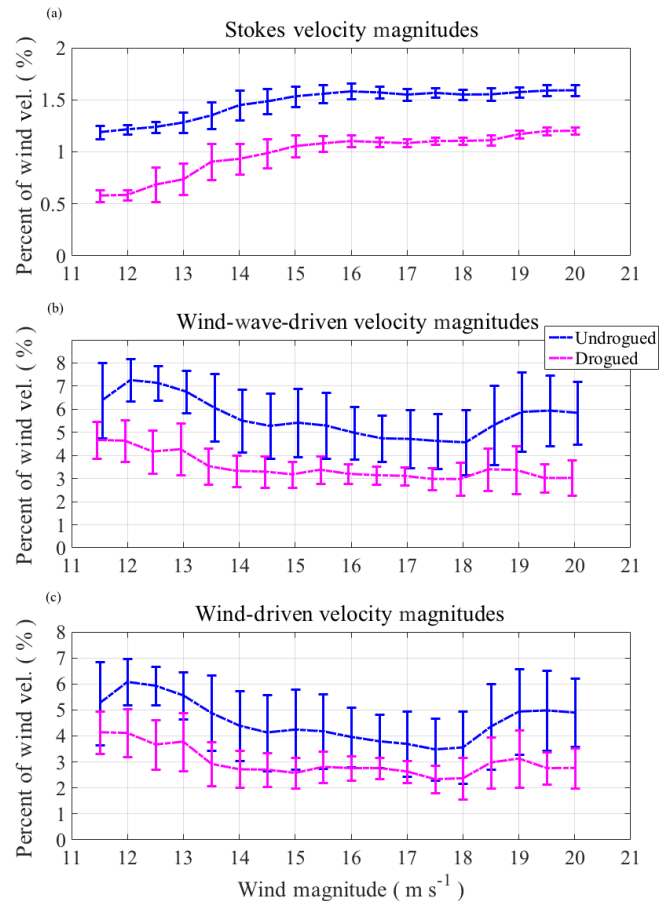 (a)
Stokes velocity magnitudes
Percent of wind vel. ( % )
2
1.5
1
0.5
0
11 12 13 14 15 16 17 18 19 20 21
(b)
Wind-wave-driven velocity magnitudes
Percent of wind vel. ( % )
8
7
6
5
4
3
2
1
0
Undrogued
Drogued
11 12 13 14 15 16 17 18 19 20 21
(c)
Wind-driven velocity magnitudes
Percent of wind vel. ( % )
8
7
6
5
4
3
2
1
0
11 12 13 14 15 16 17 18 19 20 21
Wind magnitude ( m s⁻¹ )